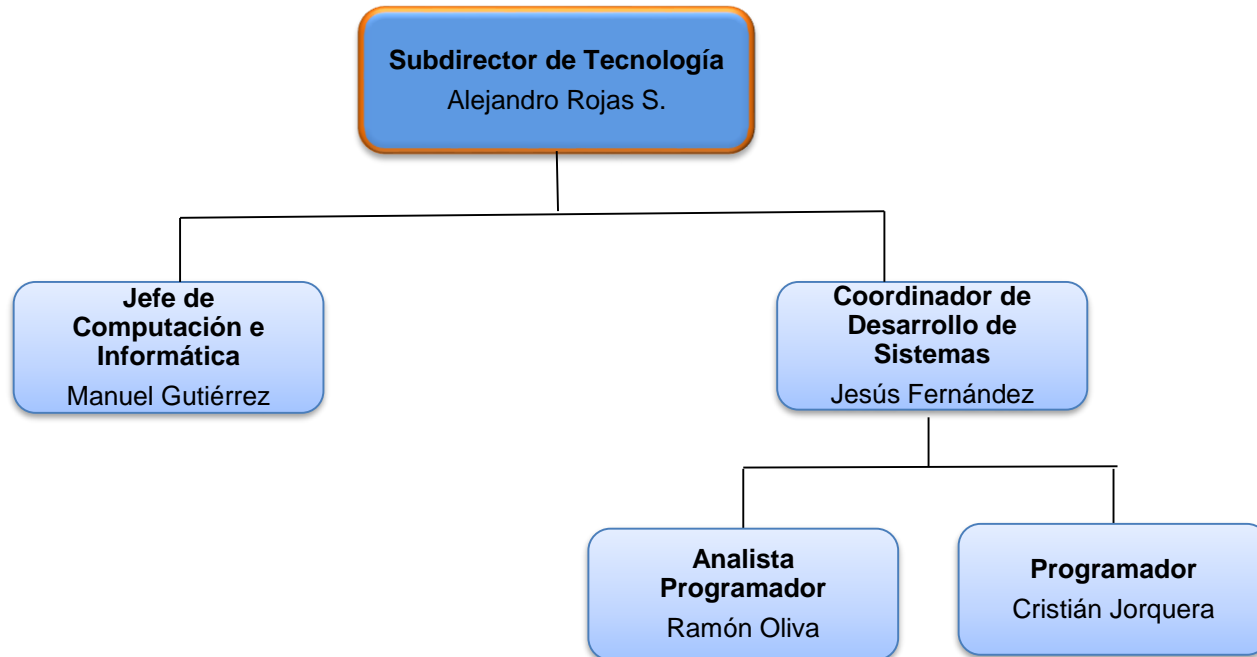 Subdirector de Tecnología
Alejandro Rojas S.
Jefe de
Computación e
Informática
Manuel Gutiérrez
Coordinador de
Desarrollo de
Sistemas
Jesús Fernández
Analista
Programador
Ramón Oliva
Programador
Cristián Jorquera